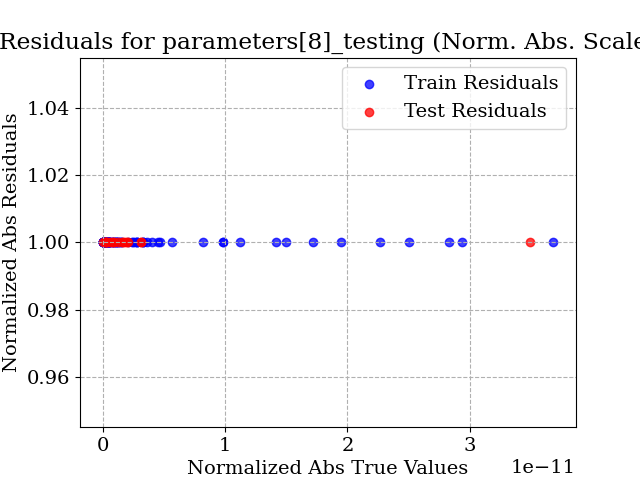 Residuals for parameters[8]_testing (Norm. Abs. Scale
Train Residuals
Test Residuals
Normalized Abs Residuals
1.04
1.02
1.00
0.98
0.96
0 1 2 3
1e−11
Normalized Abs True Values